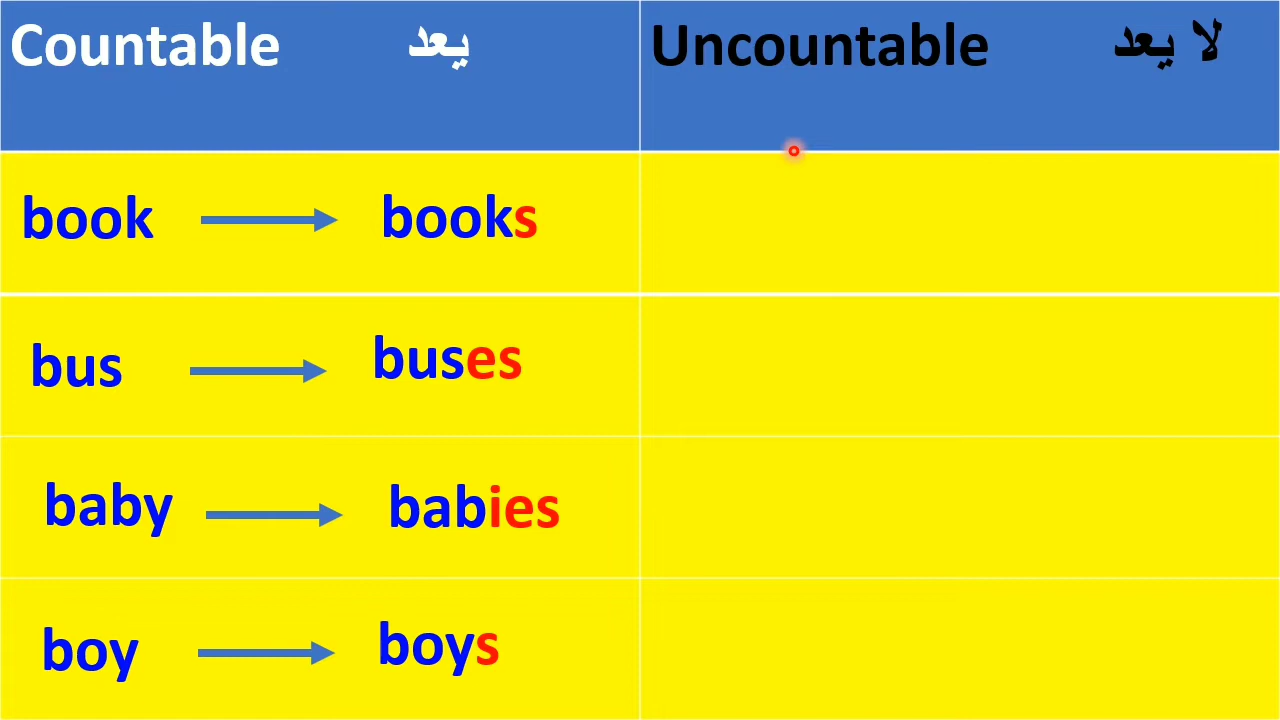 Countable يعد
Uncountable لا يعد
book books
bus buses
baby babies
boy boys